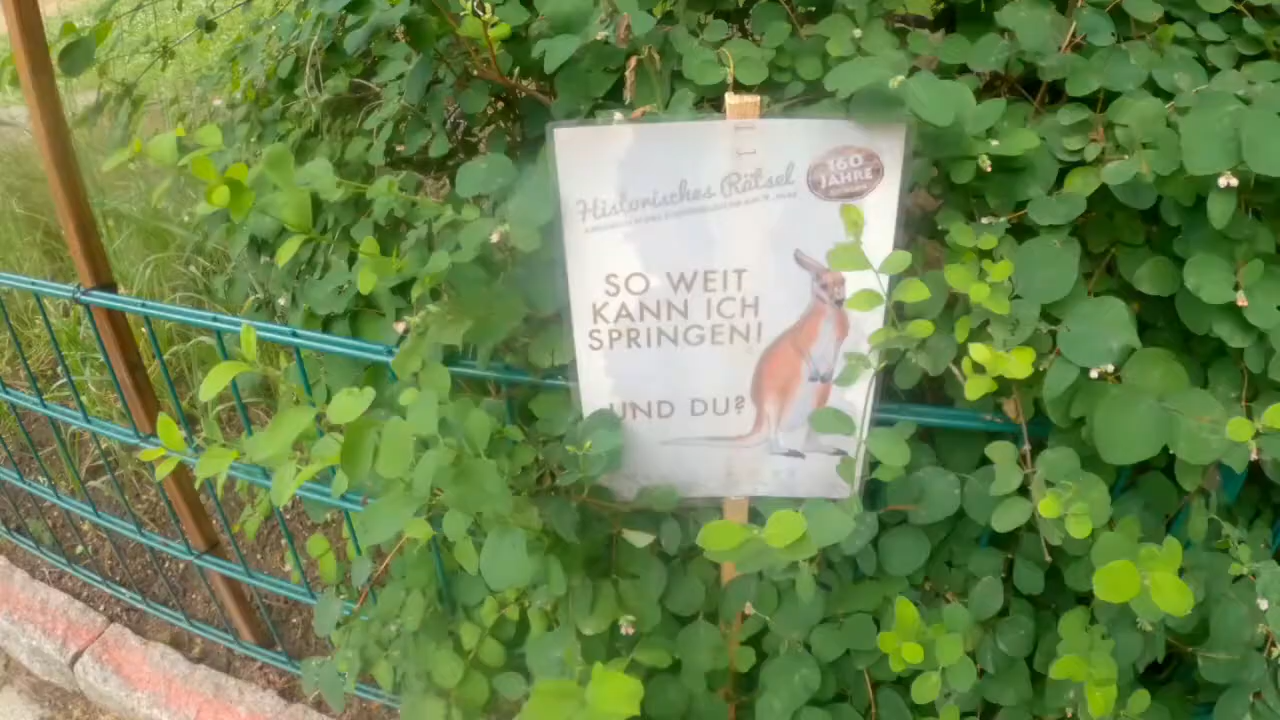 Historisches Rätsel
160
JAHRE
SO WEIT
KANN ICH
SPRINGEN!
UND DU?